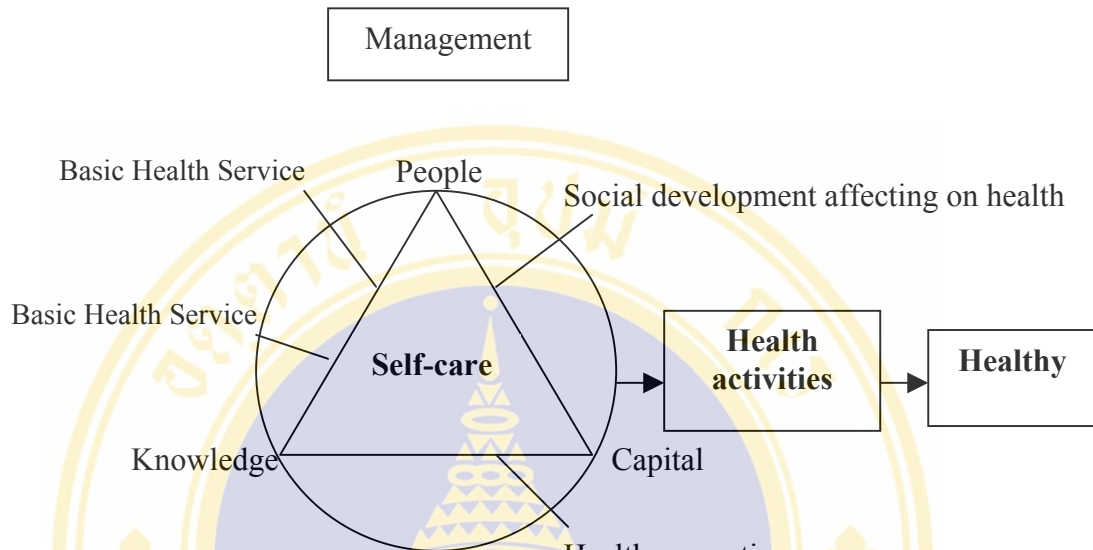 Management
Basic Health Service
People
Social development affecting on health
Basic Health Service
Self-care
Health
activities
Healthy
Knowledge
Capital